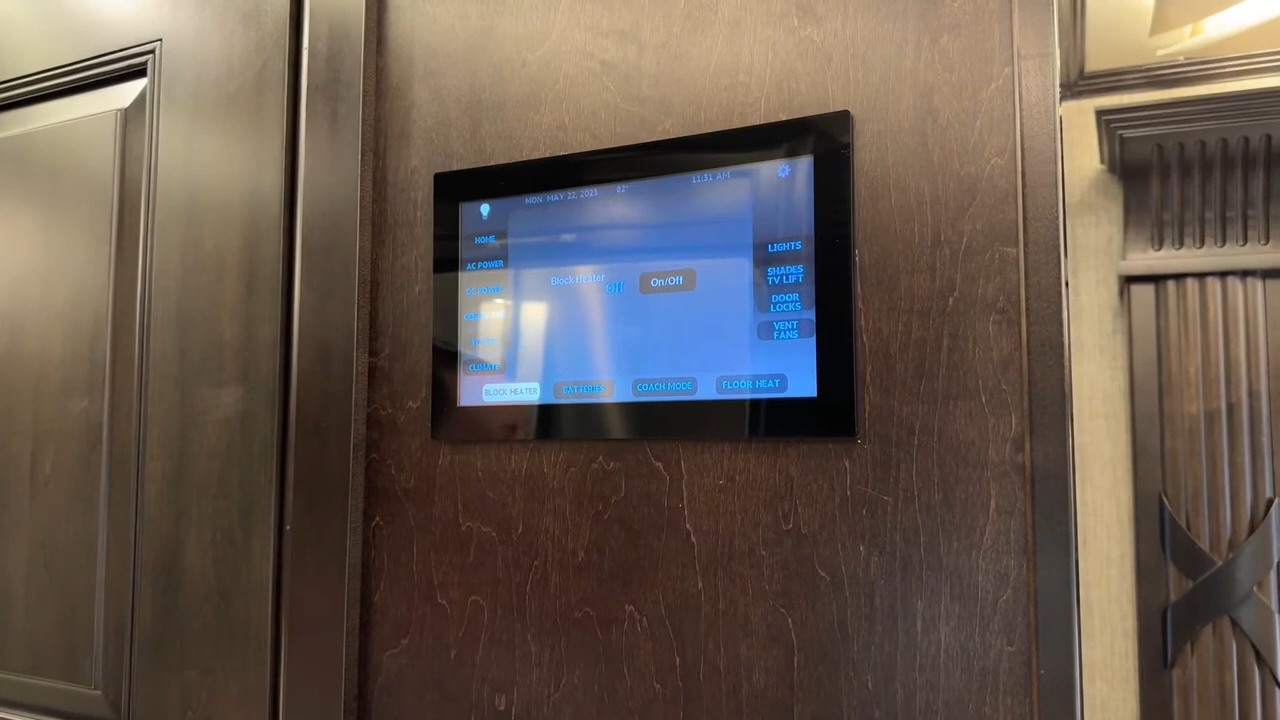 MON MAY 22, 2023 82° 11:31 AM
HOME
AC POWER
DC POWER
CLIMATE
Block Heater
Off
On/Off
LIGHTS
SHADES
TV LIFT
DOOR
LOCKS
VENT
FANS
BLOCK HEATER
BATTERIES
COACH MODE
FLOOR HEAT